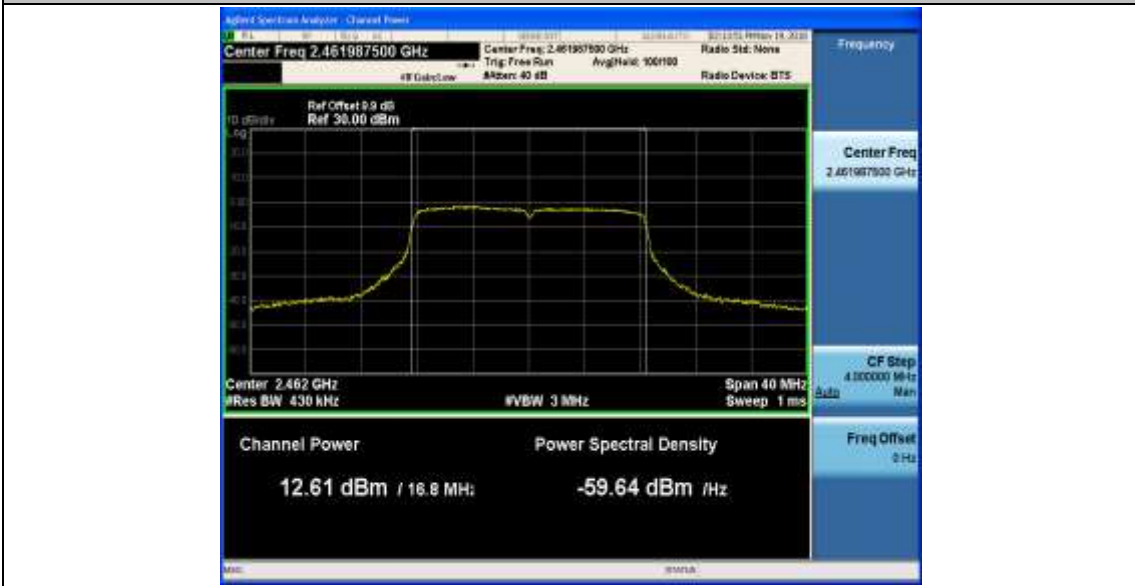 Agilent Spectrum Analyzer - Channel Power
Center Freq 2.461987500 GHz
Center Freq: 2.461987500 GHz
Radio Std: None
Trig: Free Run
Avg|Hold: 100/100
#IFGain:Low
#Atten: 40 dB
Radio Device: BTS
Ref Offset 9.9 dB
10 dB/div
Ref 30.00 dBm
Log
Center 2.462 GHz
Span 40 MHz
#Res BW 430 kHz
#VBW 3 MHz
Sweep 1 ms
Channel Power
Power Spectral Density
12.61 dBm / 16.8 MHz
-59.64 dBm /Hz
MSG
STATUS
Frequency
Center Freq
2.461987500 GHz
CF Step
4.000000 MHz
Auto Man
Freq Offset
0 Hz